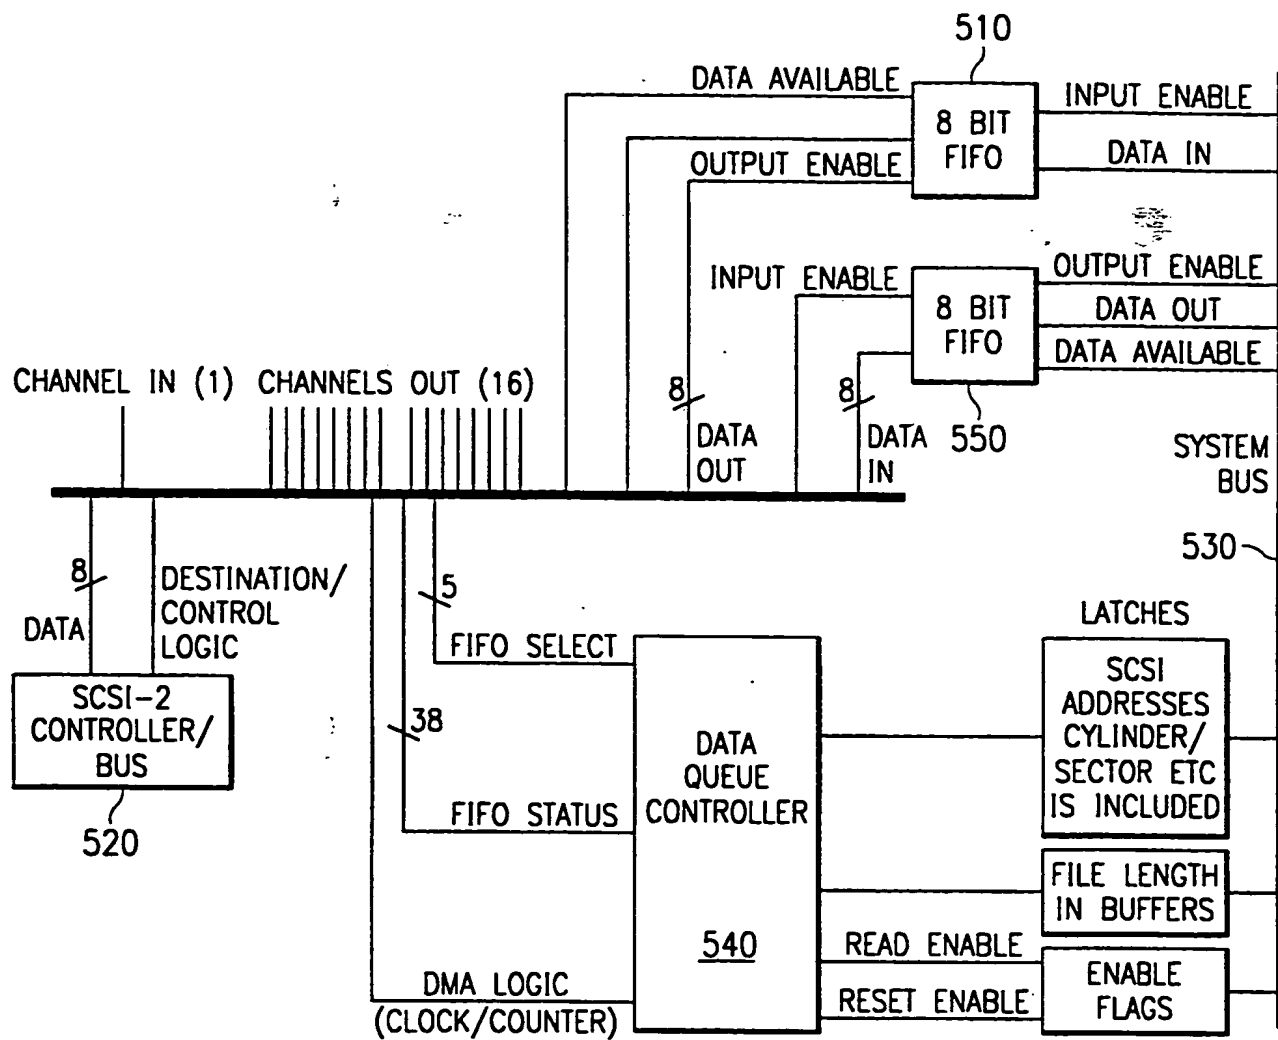 510
DATA AVAILABLE
8 BIT
FIFO
INPUT ENABLE
DATA IN
OUTPUT ENABLE
INPUT ENABLE
8 BIT
FIFO
OUTPUT ENABLE
DATA OUT
DATA AVAILABLE
550
CHANNEL IN (1)
CHANNELS OUT (16)
8
DATA
OUT
8
DATA
IN
SYSTEM
BUS
530
8
DATA
DESTINATION/
CONTROL
LOGIC
SCSI-2
CONTROLLER/
BUS
520
5
FIFO SELECT
38
FIFO STATUS
DMA LOGIC
(CLOCK/COUNTER)
DATA
QUEUE
CONTROLLER
540
LATCHES
SCSI
ADDRESSES
CYLINDER/
SECTOR ETC
IS INCLUDED
FILE LENGTH
IN BUFFERS
READ ENABLE
RESET ENABLE
ENABLE
FLAGS